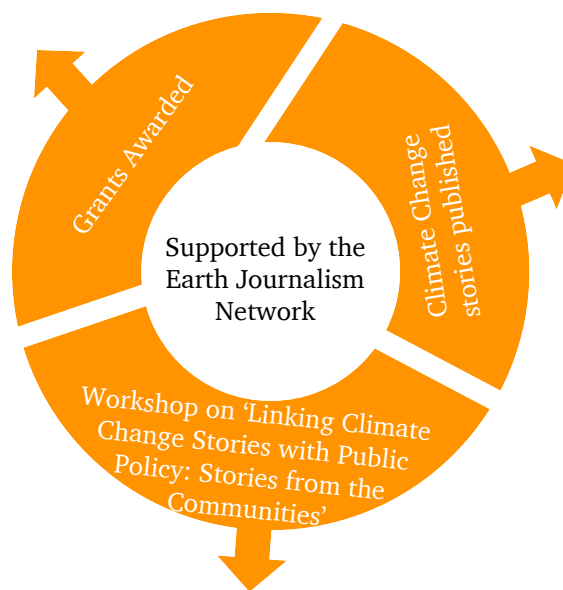 Grants Awarded
Climate Change
stories published
Supported by the
Earth Journalism
Network
Workshop on ‘Linking Climate
Change Stories with Public
Policy: Stories from the
Communities’